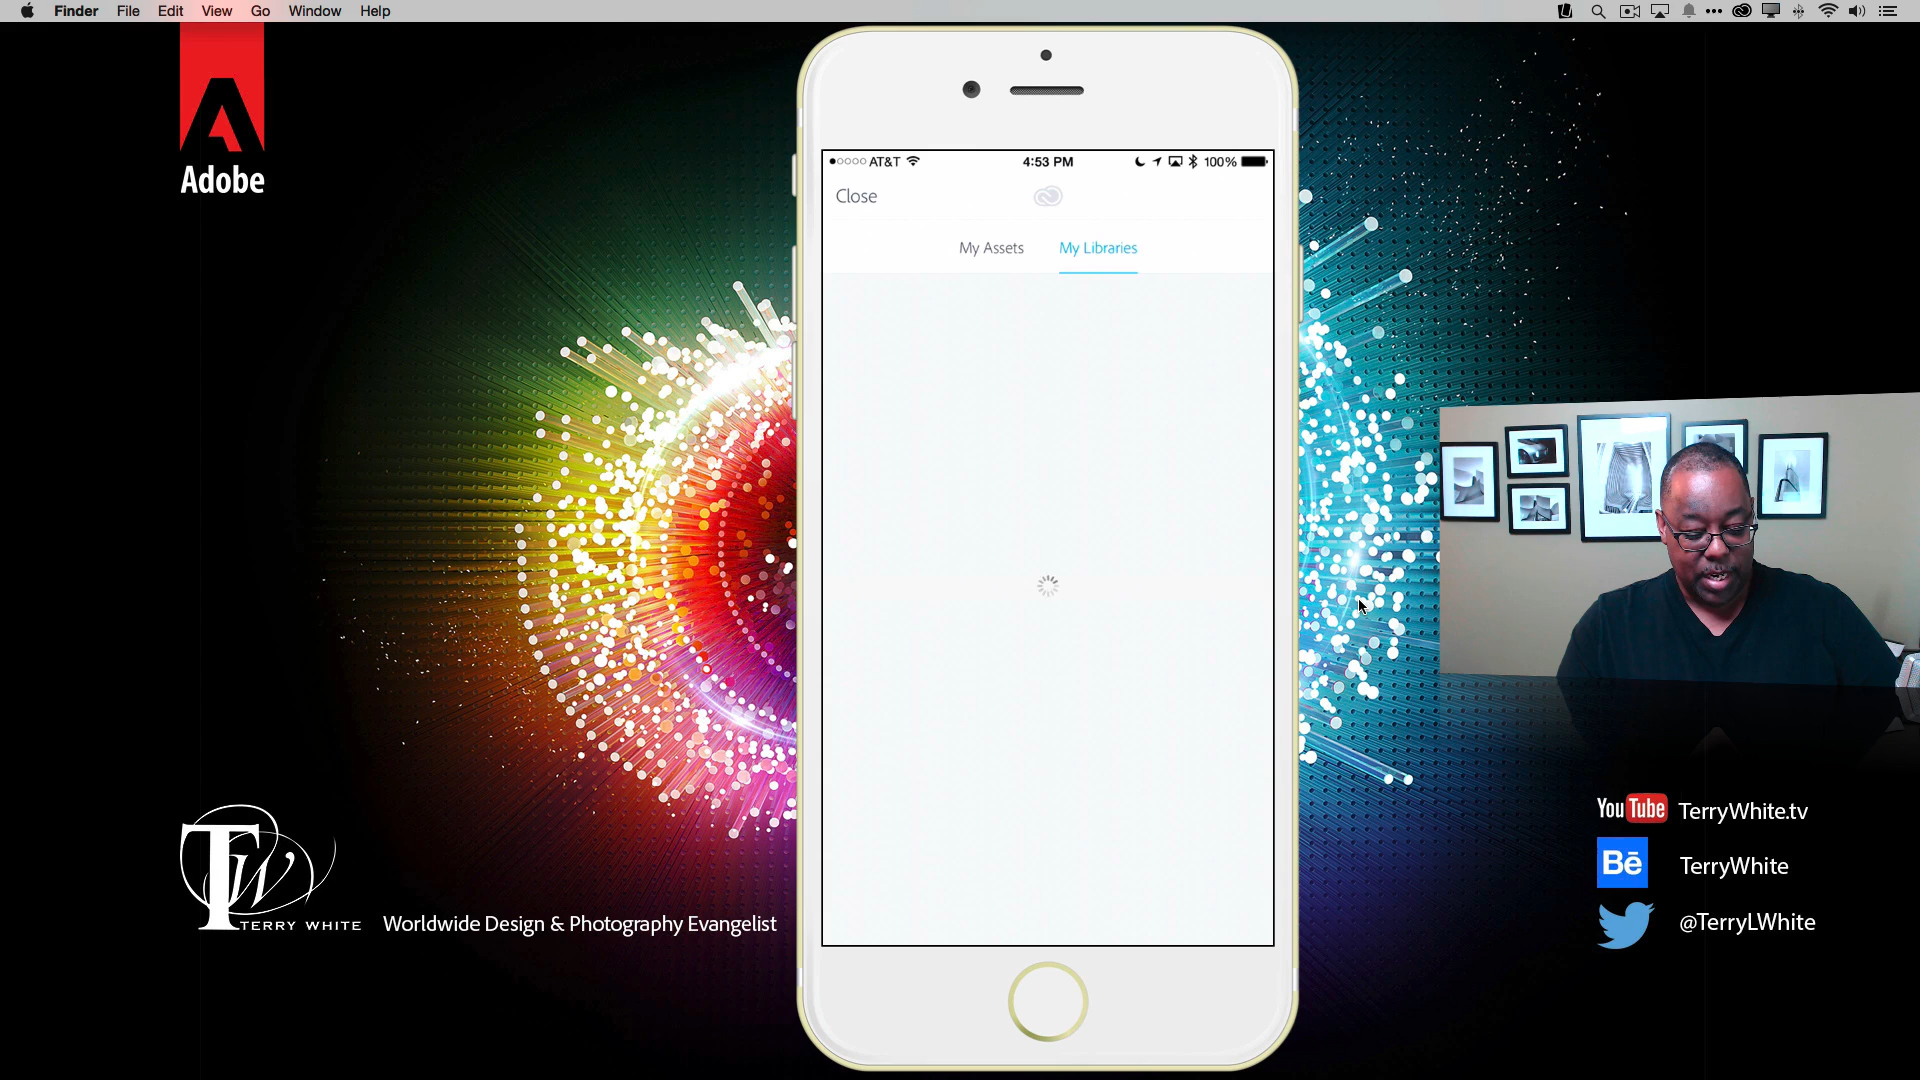 Finder File Edit View Go Window Help
Adobe
AT&T 4:53 PM 100%
Close
My Assets My Libraries
TW
TERRY WHITE
Worldwide Design & Photography Evangelist
YouTube TerryWhite.tv
Bē TerryWhite
@TerryLWhite